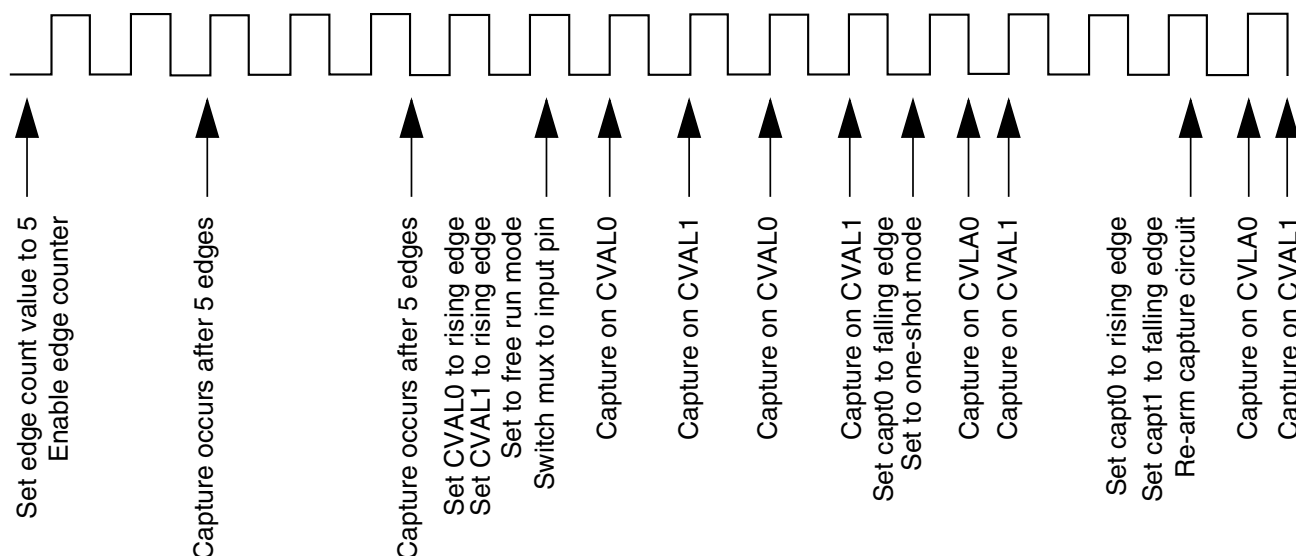 Set edge count value to 5
Enable edge counter
Capture occurs after 5 edges
Capture occurs after 5 edges
Set CVAL0 to rising edge
Set CVAL1 to rising edge
Set to free run mode
Switch mux to input pin
Capture on CVAL0
Capture on CVAL1
Capture on CVAL0
Capture on CVAL1
Set capt0 to falling edge
Set to one-shot mode
Capture on CVLA0
Capture on CVAL1
Set capt0 to rising edge
Set capt1 to falling edge
Re-arm capture circuit
Capture on CVLA0
Capture on CVAL1